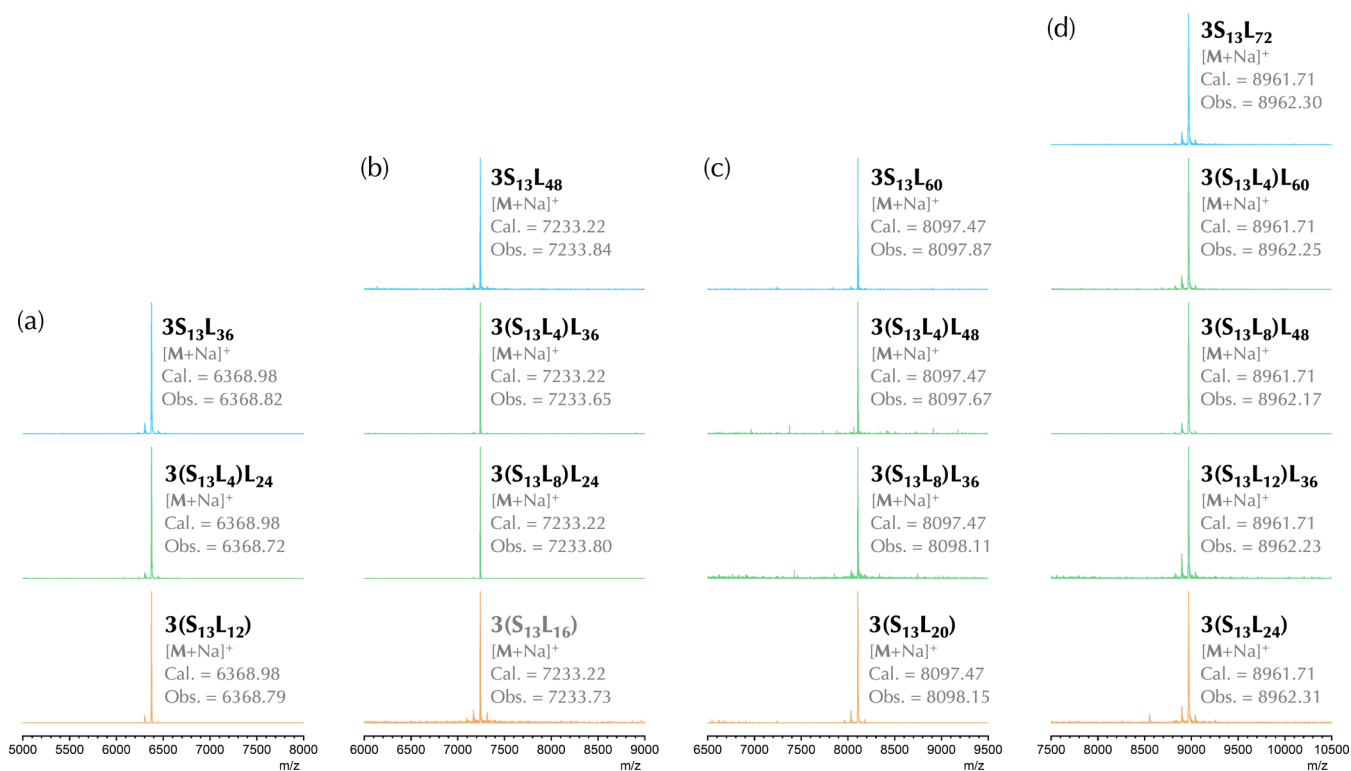 (a)
3S₁₃L₃₆
[M+Na]⁺
Cal. = 6368.98
Obs. = 6368.82
3(S₁₃L₄)L₂₄
[M+Na]⁺
Cal. = 6368.98
Obs. = 6368.72
3(S₁₃L₁₂)
[M+Na]⁺
Cal. = 6368.98
Obs. = 6368.79
5000 5500 6000 6500 7000 7500 8000
m/z
(b)
3S₁₃L₄₈
[M+Na]⁺
Cal. = 7233.22
Obs. = 7233.84
3(S₁₃L₄)L₃₆
[M+Na]⁺
Cal. = 7233.22
Obs. = 7233.65
3(S₁₃L₈)L₂₄
[M+Na]⁺
Cal. = 7233.22
Obs. = 7233.80
3(S₁₃L₁₆)
[M+Na]⁺
Cal. = 7233.22
Obs. = 7233.73
6000 6500 7000 7500 8000 8500 9000
m/z
(c)
3S₁₃L₆₀
[M+Na]⁺
Cal. = 8097.47
Obs. = 8097.87
3(S₁₃L₄)L₄₈
[M+Na]⁺
Cal. = 8097.47
Obs. = 8097.67
3(S₁₃L₈)L₃₆
[M+Na]⁺
Cal. = 8097.47
Obs. = 8098.11
3(S₁₃L₂₀)
[M+Na]⁺
Cal. = 8097.47
Obs. = 8098.15
6500 7000 7500 8000 8500 9000 9500
m/z
(d)
3S₁₃L₇₂
[M+Na]⁺
Cal. = 8961.71
Obs. = 8962.30
3(S₁₃L₄)L₆₀
[M+Na]⁺
Cal. = 8961.71
Obs. = 8962.25
3(S₁₃L₈)L₄₈
[M+Na]⁺
Cal. = 8961.71
Obs. = 8962.17
3(S₁₃L₁₂)L₃₆
[M+Na]⁺
Cal. = 8961.71
Obs. = 8962.23
3(S₁₃L₂₄)
[M+Na]⁺
Cal. = 8961.71
Obs. = 8962.31
7500 8000 8500 9000 9500 10000 10500
m/z